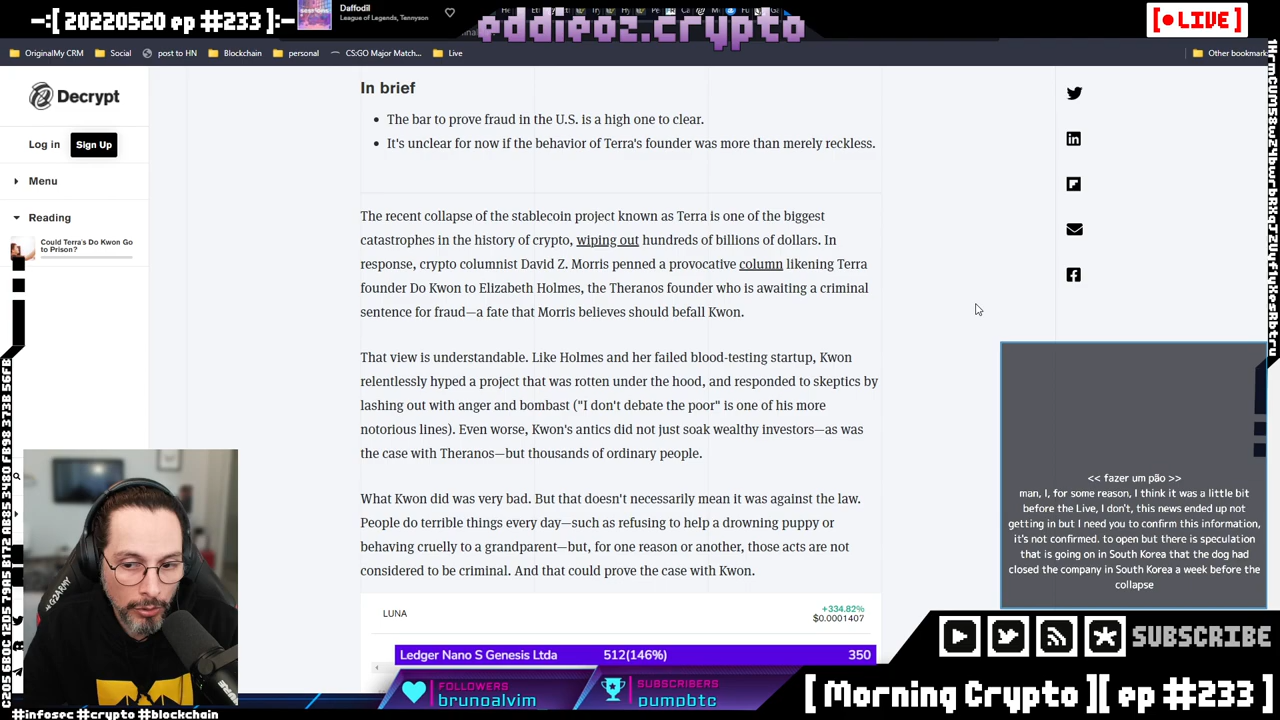 -:[ 20220520 ep #233 ]:-
Daffodil
League of Legends, Tennyson
eddieoz.crypto
[ LIVE ]
OriginalMy CRM
Social
post to HN
Blockchain
personal
CS:GO Major Match...
Live
Other bookmark
Decrypt
Log in
Sign Up
Menu
Reading
Could Terra's Do Kwon Go
to Prison?
In brief
The bar to prove fraud in the U.S. is a high one to clear.
It's unclear for now if the behavior of Terra's founder was more than merely reckless.
The recent collapse of the stablecoin project known as Terra is one of the biggest
catastrophes in the history of crypto, wiping out hundreds of billions of dollars. In
response, crypto columnist David Z. Morris penned a provocative column likening Terra
founder Do Kwon to Elizabeth Holmes, the Theranos founder who is awaiting a criminal
sentence for fraud—a fate that Morris believes should befall Kwon.
That view is understandable. Like Holmes and her failed blood-testing startup, Kwon
relentlessly hyped a project that was rotten under the hood, and responded to skeptics by
lashing out with anger and bombast ("I don't debate the poor" is one of his more
notorious lines). Even worse, Kwon's antics did not just soak wealthy investors—as was
the case with Theranos—but thousands of ordinary people.
What Kwon did was very bad. But that doesn't necessarily mean it was against the law.
People do terrible things every day—such as refusing to help a drowning puppy or
behaving cruelly to a grandparent—but, for one reason or another, those acts are not
considered to be criminal. And that could prove the case with Kwon.
LUNA
+334.82%
$0.0001407
<< fazer um pão >>
man, I, for some reason, I think it was a little bit
before the Live, I don't, this news ended up not
getting in but I need you to confirm this information,
it's not confirmed. to open but there is speculation
that is going on in South Korea that the dog had
closed the company in South Korea a week before the
collapse
Ledger Nano S Genesis Ltda 512(146%) 350
FOLLOWERS
brunoalvim
SUBSCRIBERS
pumpbtc
SUBSCRIBE
[ Morning Crypto ][ ep #233 ]
#infosec #crypto #blockchain